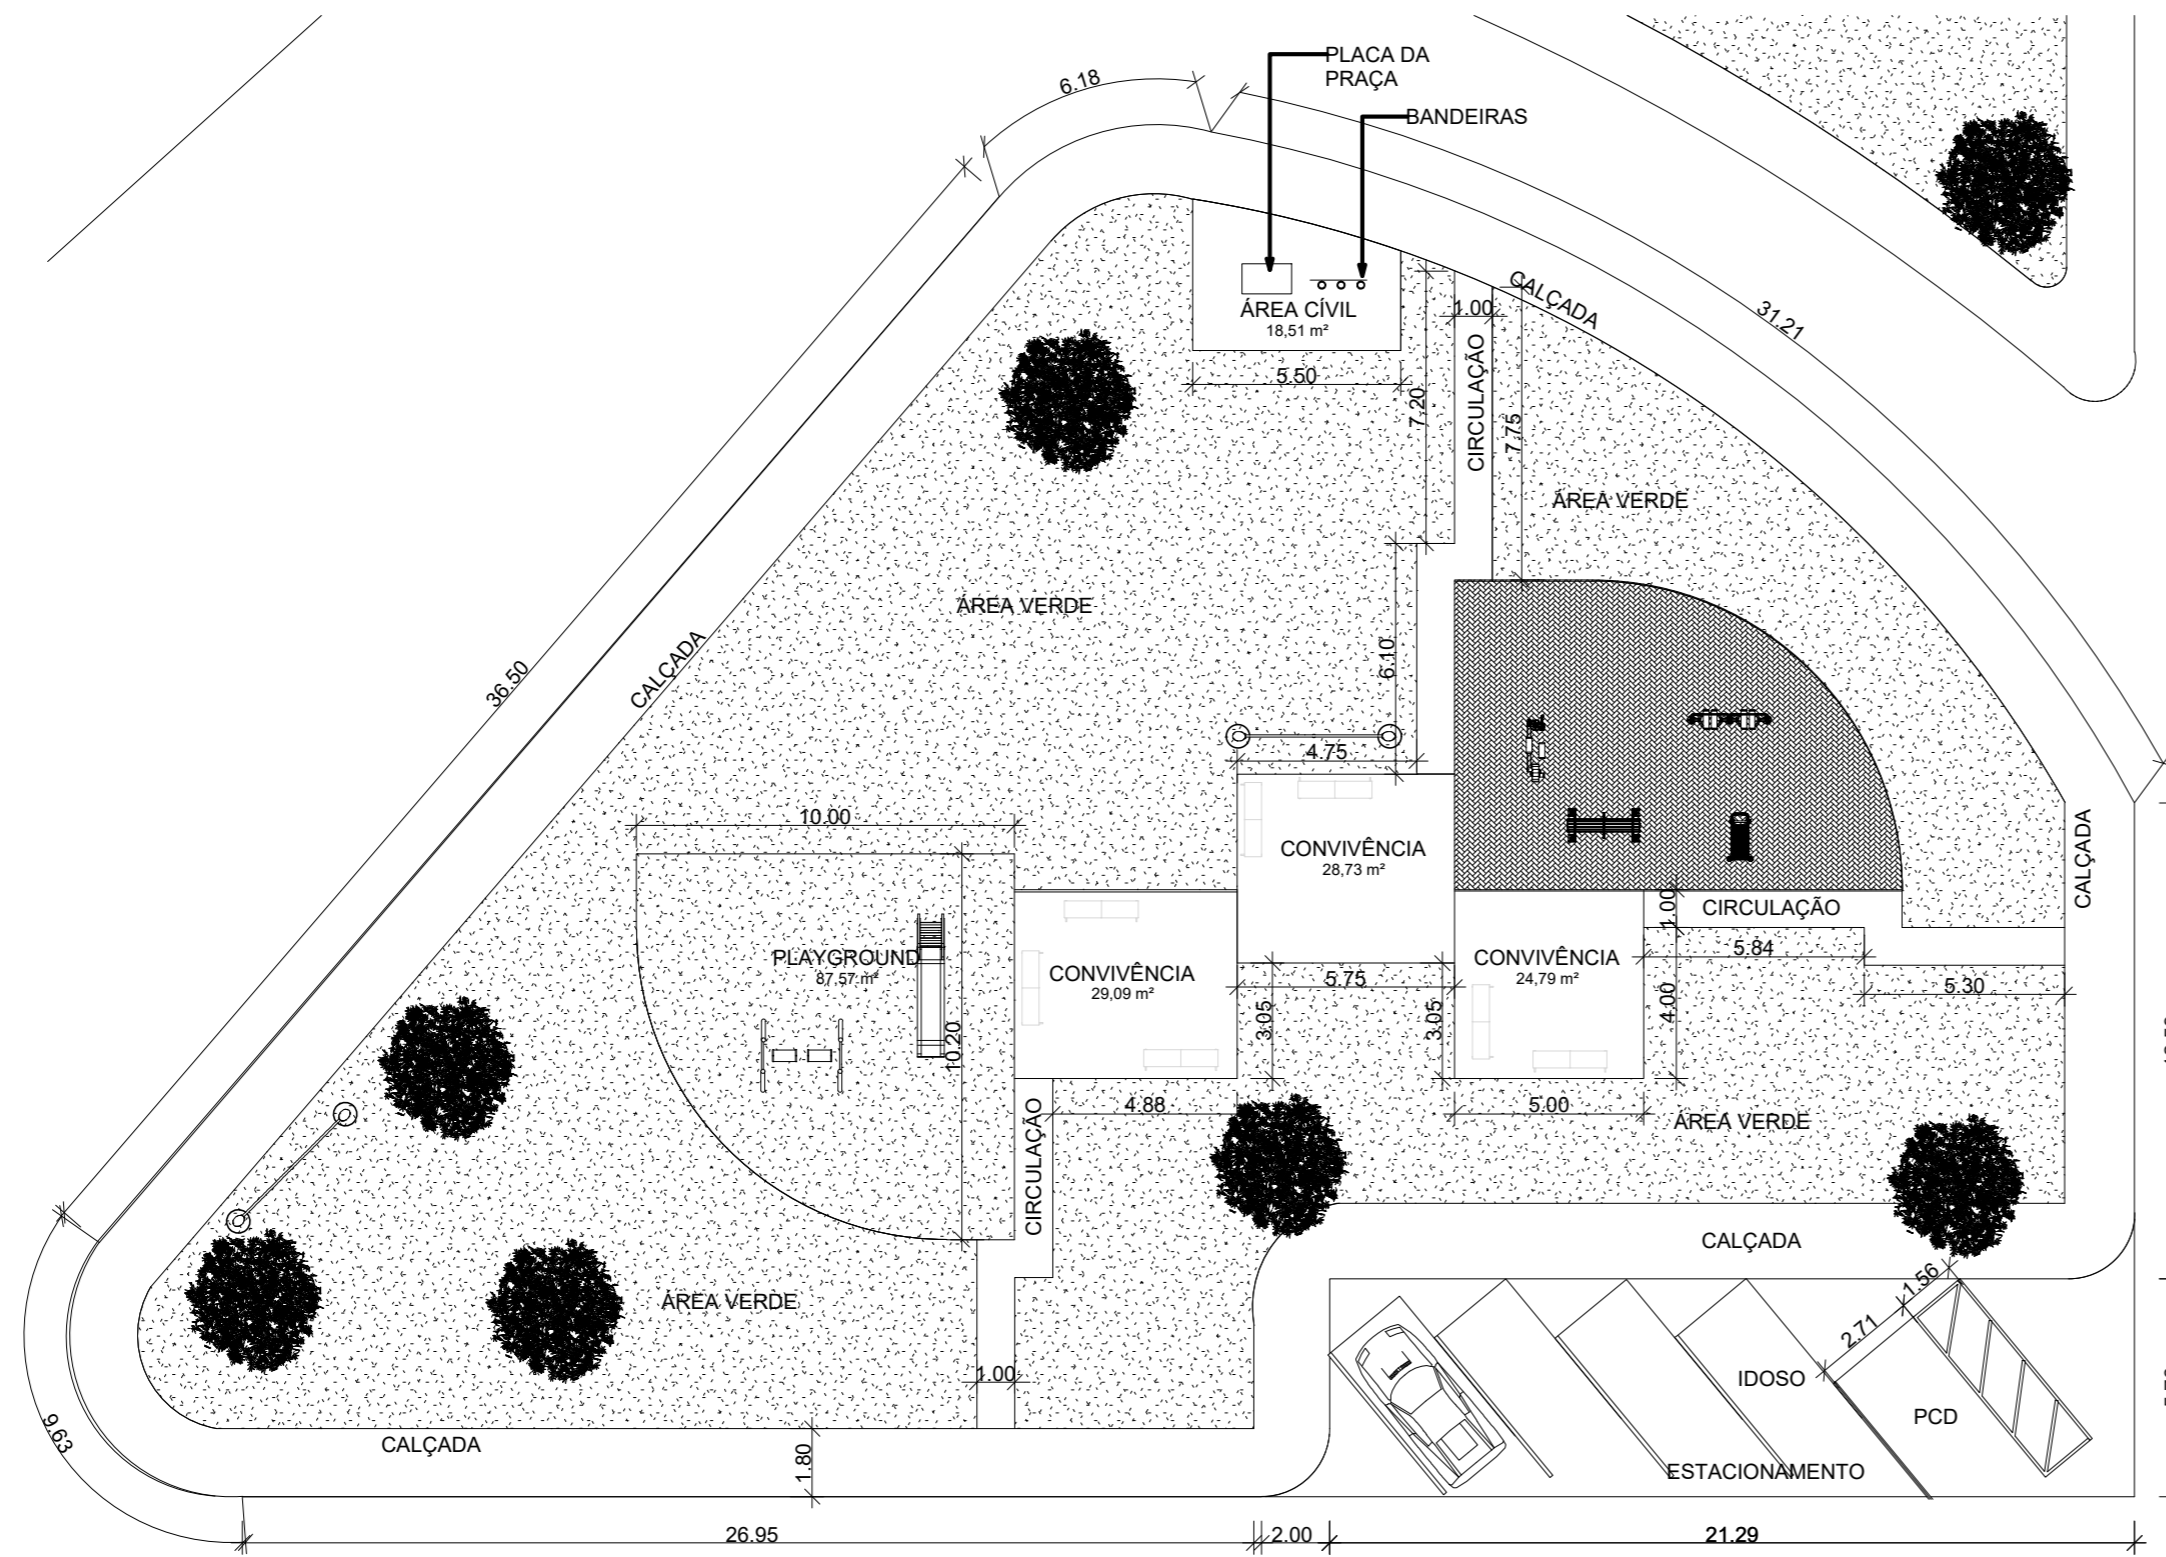 PLACA DA
PRAÇA
6.18
BANDEIRAS
CALÇADA
31.21
ÁREA CÍVIL
18,51 m²
1.00
5.50
7.20
CIRCULAÇÃO
7.75
ÁREA VERDE
ÁREA VERDE
36.50
CALÇADA
6.10
4.75
10.00
CONVIVÊNCIA
28,73 m²
CALÇADA
1.00
CIRCULAÇÃO
PLAYGROUND
87,57 m²
CONVIVÊNCIA
29,09 m²
CONVIVÊNCIA
24,79 m²
5.84
5.75
5.30
10.20
3.05
3.05
4.00
4.88
5.00
CIRCULAÇÃO
ÁREA VERDE
CALÇADA
1.56
ÁREA VERDE
2.71
1.00
IDOSO
PCD
9.63
CALÇADA
1.80
ESTACIONAMENTO
26.95
2.00
21.29